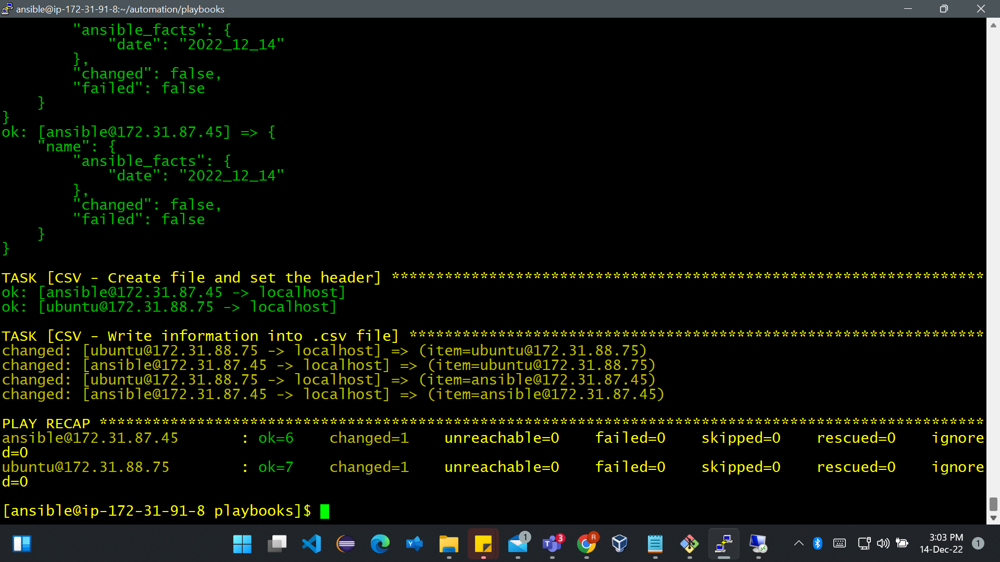 ansible@ip-172-31-91-8:~/automation/playbooks
"ansible_facts": {
"date": "2022_12_14"
},
"changed": false,
"failed": false
}
}
ok: [ansible@172.31.87.45] => {
"name": {
"ansible_facts": {
"date": "2022_12_14"
},
"changed": false,
"failed": false
}
}
TASK [CSV - Create file and set the header] *******************************************************************
ok: [ansible@172.31.87.45 -> localhost]
ok: [ubuntu@172.31.88.75 -> localhost]
TASK [CSV - Write information into .csv file] *****************************************************************
changed: [ubuntu@172.31.88.75 -> localhost] => (item=ubuntu@172.31.88.75)
changed: [ansible@172.31.87.45 -> localhost] => (item=ubuntu@172.31.88.75)
changed: [ubuntu@172.31.88.75 -> localhost] => (item=ansible@172.31.87.45)
changed: [ansible@172.31.87.45 -> localhost] => (item=ansible@172.31.87.45)
PLAY RECAP ****************************************************************************************************
ansible@172.31.87.45 : ok=6 changed=1 unreachable=0 failed=0 skipped=0 rescued=0 ignore
d=0
ubuntu@172.31.88.75 : ok=7 changed=1 unreachable=0 failed=0 skipped=0 rescued=0 ignore
d=0
[ansible@ip-172-31-91-8 playbooks]$
Y
1
T
3
R
3:03 PM
14-Dec-22
1